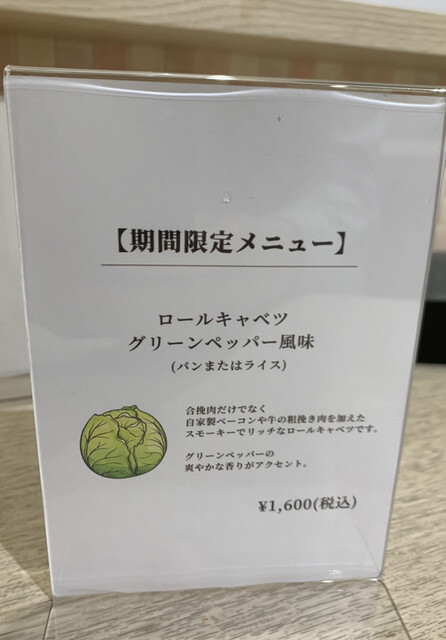 【期間限定メニュー】
ロールキャベツ
グリーンペッパー風味
(パンまたはライス)
合挽肉だけでなく
自家製ベーコンや牛の粗挽き肉を加えた
スモーキーでリッチなロールキャベツです。
グリーンペッパーの
爽やかな香りがアクセント。
¥1,600(税込)